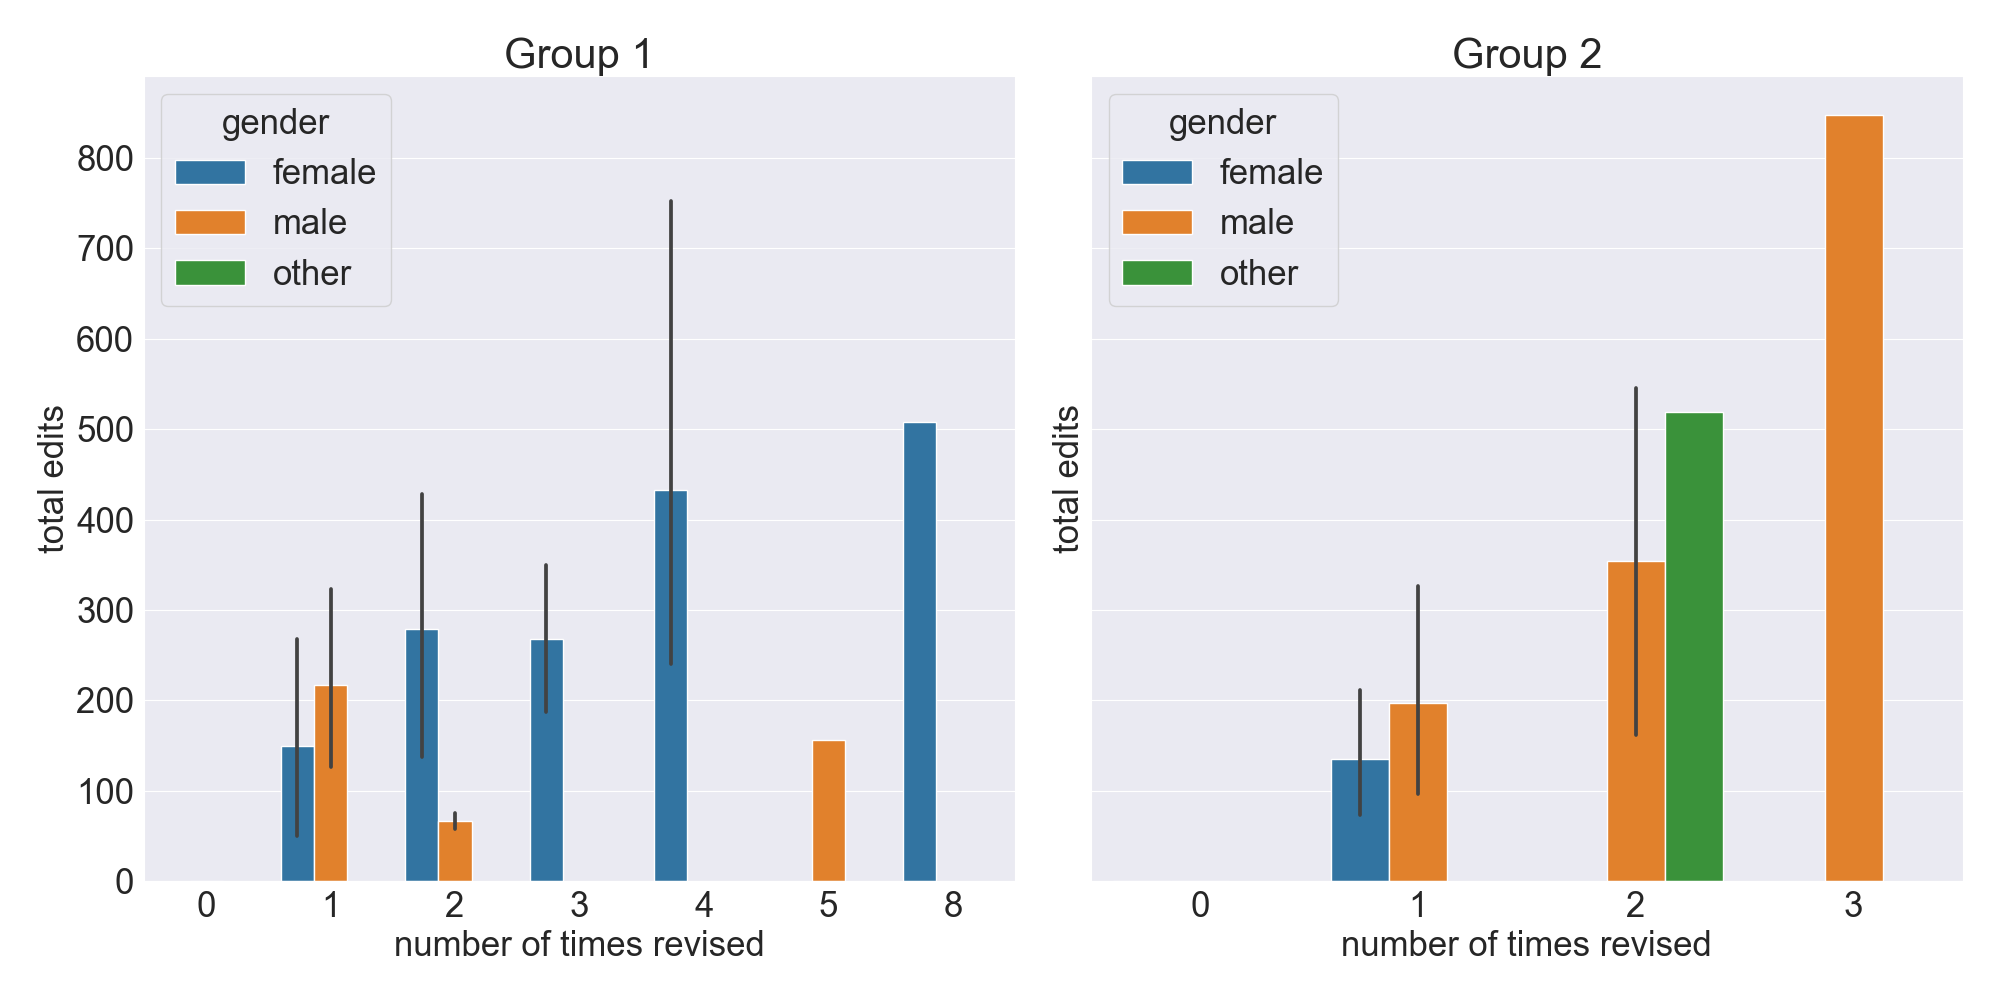 Group 1
gender
female
male
other
800
700
600
500
400
300
200
100
0
total edits
0 1 2 3 4 5 8
number of times revised
Group 2
gender
female
male
other
total edits
0 1 2 3
number of times revised